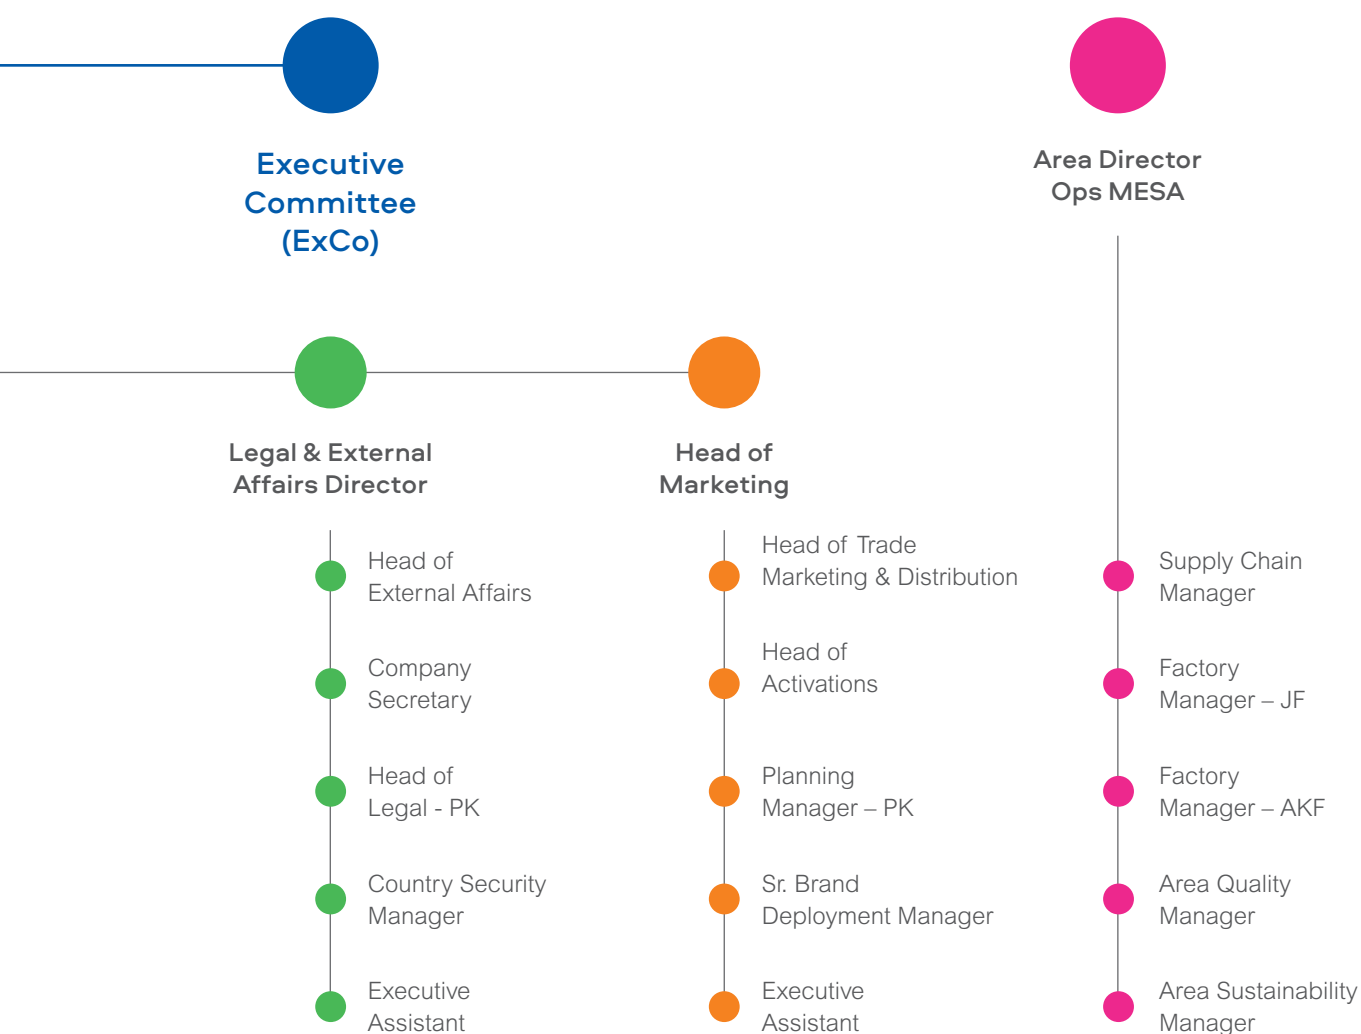 Executive
Committee
(ExCo)
Area Director
Ops MESA
Legal & External
Affairs Director
Head of
External Affairs
Company
Secretary
Head of
Legal - PK
Country Security
Manager
Executive
Assistant
Head of
Marketing
Head of Trade
Marketing & Distribution
Head of
Activations
Planning
Manager – PK
Sr. Brand
Deployment Manager
Executive
Assistant
Supply Chain
Manager
Factory
Manager – JF
Factory
Manager – AKF
Area Quality
Manager
Area Sustainability
Manager